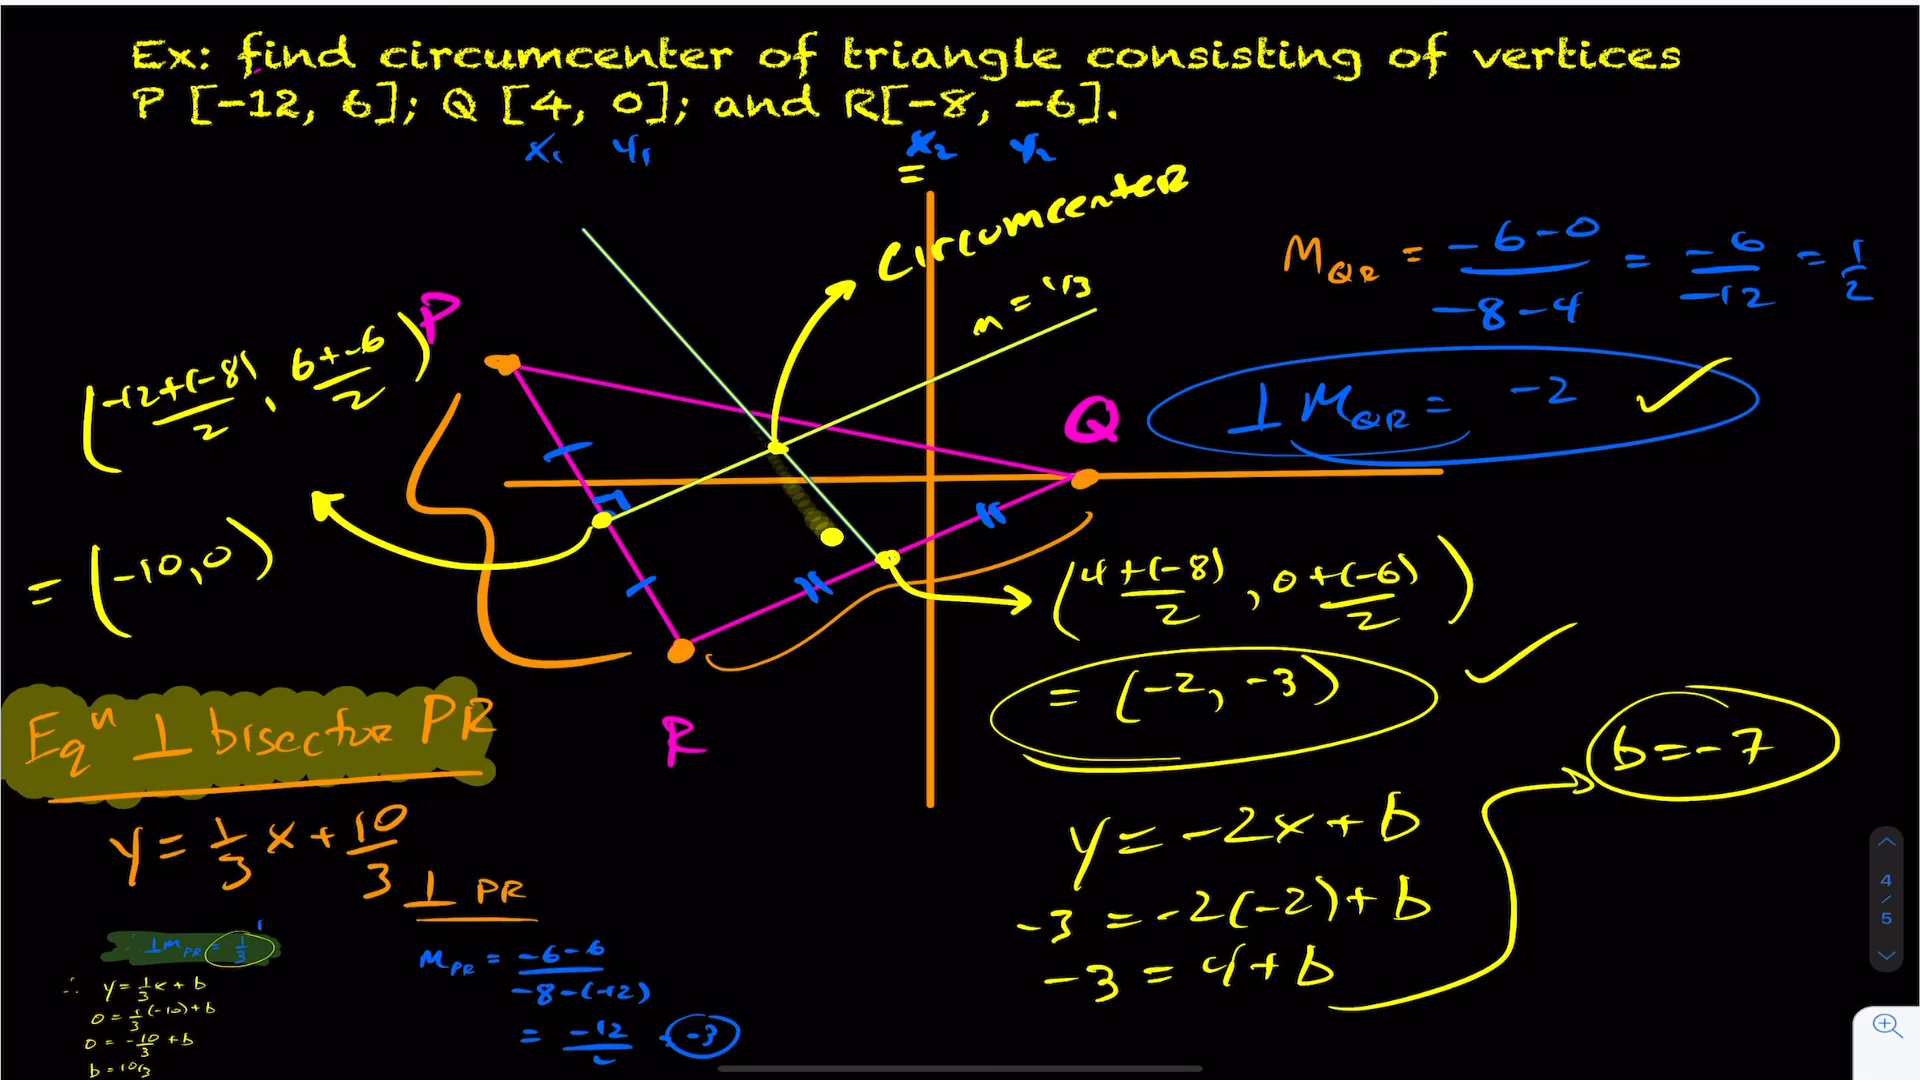 Ex: find circumcenter of triangle consisting of vertices
P [-12, 6]; Q [4, 0]; and R[-8, -6].
x₁ y₁ x₂ y₂
=
Circumcenter
m = 1/3
M_QR = (-6-0)/(-8-4) = -6/-12 = 1/2
⊥ M_QR = -2
P
((-12+(-8))/2, (6+-6)/2)
= (-10,0)
Q
((4+(-8))/2, (0+(-6))/2)
= (-2, -3)
R
Eqⁿ ⊥ bisector PR
y = 1/3 x + 10/3
⊥ PR
M_PR = (-6-6)/(-8-(-12))
= -12/ -3
∴ ⊥M_PR = 1/3
∴ y = 1/3 x + b
0 = 1/3 (-10) + b
0 = -10/3 + b
b = 10/3
y = -2x + b
-3 = -2(-2) + b
-3 = 4 + b
b = -7
4
/
5